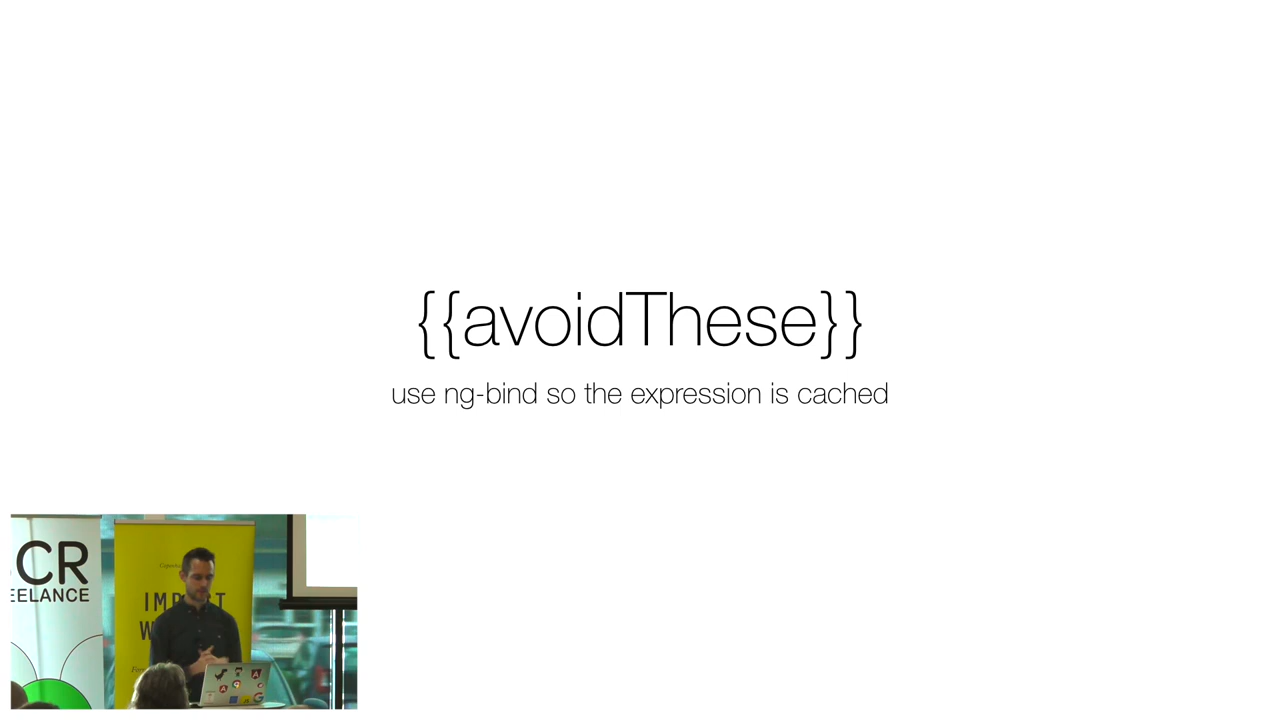 {{avoidThese}}
use ng-bind so the expression is cached
CR
EELANCE